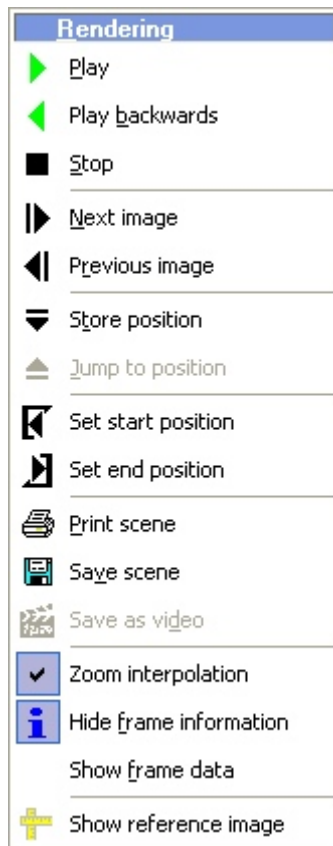 Rendering
Play
Play backwards
Stop
Next image
Previous image
Store position
Jump to position
Set start position
Set end position
Print scene
Save scene
Save as video
Zoom interpolation
Hide frame information
Show frame data
Show reference image